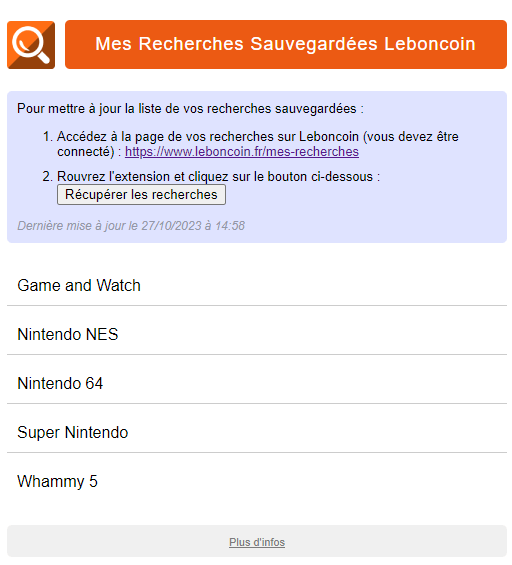 Mes Recherches Sauvegardées Leboncoin
Pour mettre à jour la liste de vos recherches sauvegardées :
1. Accédez à la page de vos recherches sur Leboncoin (vous devez être
connecté) : https://www.leboncoin.fr/mes-recherches
2. Rouvrez l'extension et cliquez sur le bouton ci-dessous :
Récupérer les recherches
Dernière mise à jour le 27/10/2023 à 14:58
Game and Watch
Nintendo NES
Nintendo 64
Super Nintendo
Whammy 5
Plus d'infos